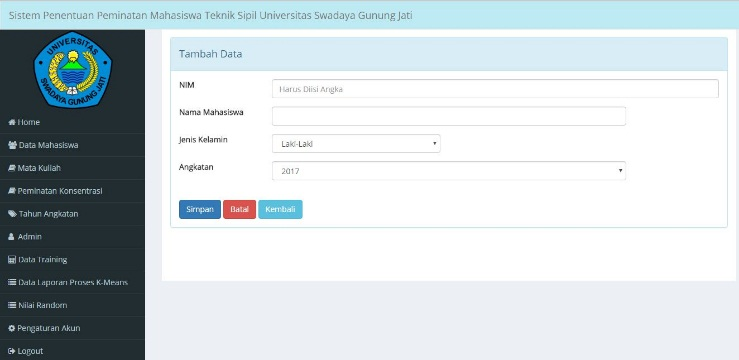 Sistem Penentuan Peminatan Mahasiswa Teknik Sipil Universitas Swadaya Gunung Jati
UNIVERSITAS
SWADAYA GUNUNG JATI
Home
Data Mahasiswa
Mata Kuliah
Peminatan Konsentrasi
Tahun Angkatan
Admin
Data Training
Data Laporan Proses K-Means
Nilai Random
Pengaturan Akun
Logout
Tambah Data
NIM
Harus Diisi Angka
Nama Mahasiswa
Jenis Kelamin
Laki-Laki
Angkatan
2017
Simpan Batal Kembali